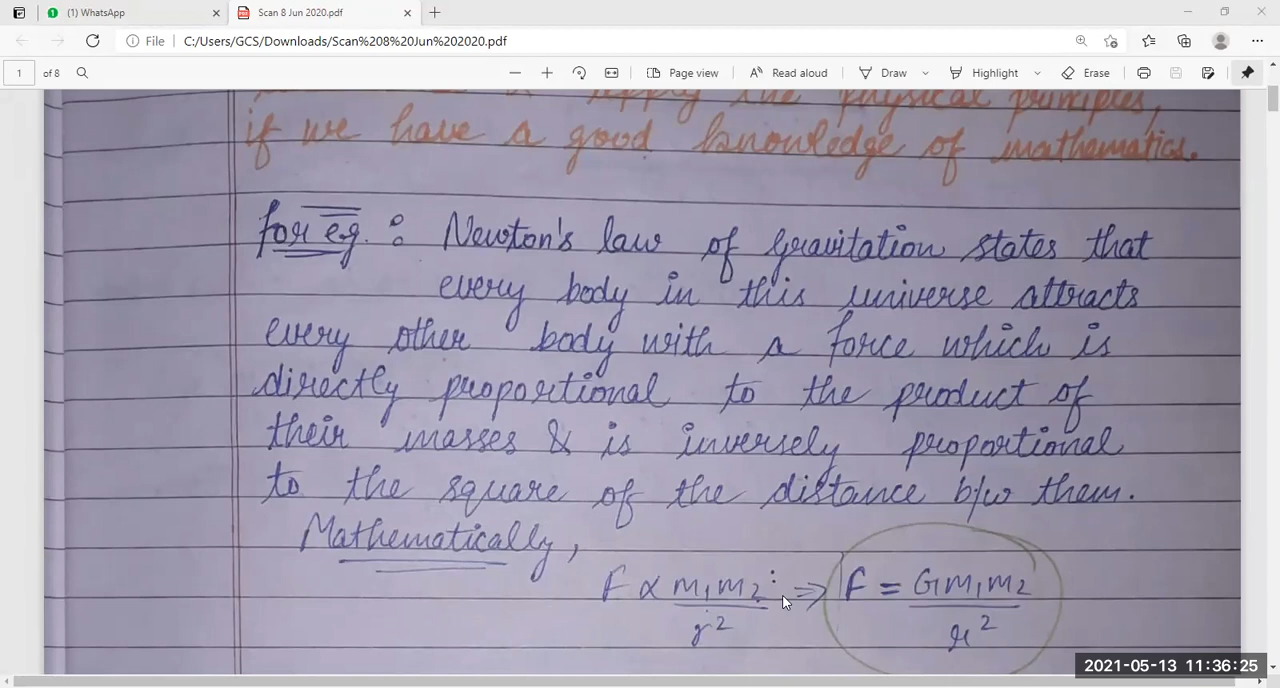 (1) WhatsApp
Scan 8 Jun 2020.pdf
File
C:/Users/GCS/Downloads/Scan%208%20Jun%202020.pdf
1 of 8
Page view
Read aloud
Draw
Highlight
Erase
apply the physical principles,
if we have a good knowledge of mathematics.
for e.g. : Newton's law of gravitation states that
every body in this universe attracts
every other body with a force which is
directly proportional to the product of
their masses & is inversely proportional
to the square of the distance b/w them.
Mathematically,
F ∝ m₁m₂/r² ⇒ F = Gm₁m₂/r²
2021-05-13 11:36:25